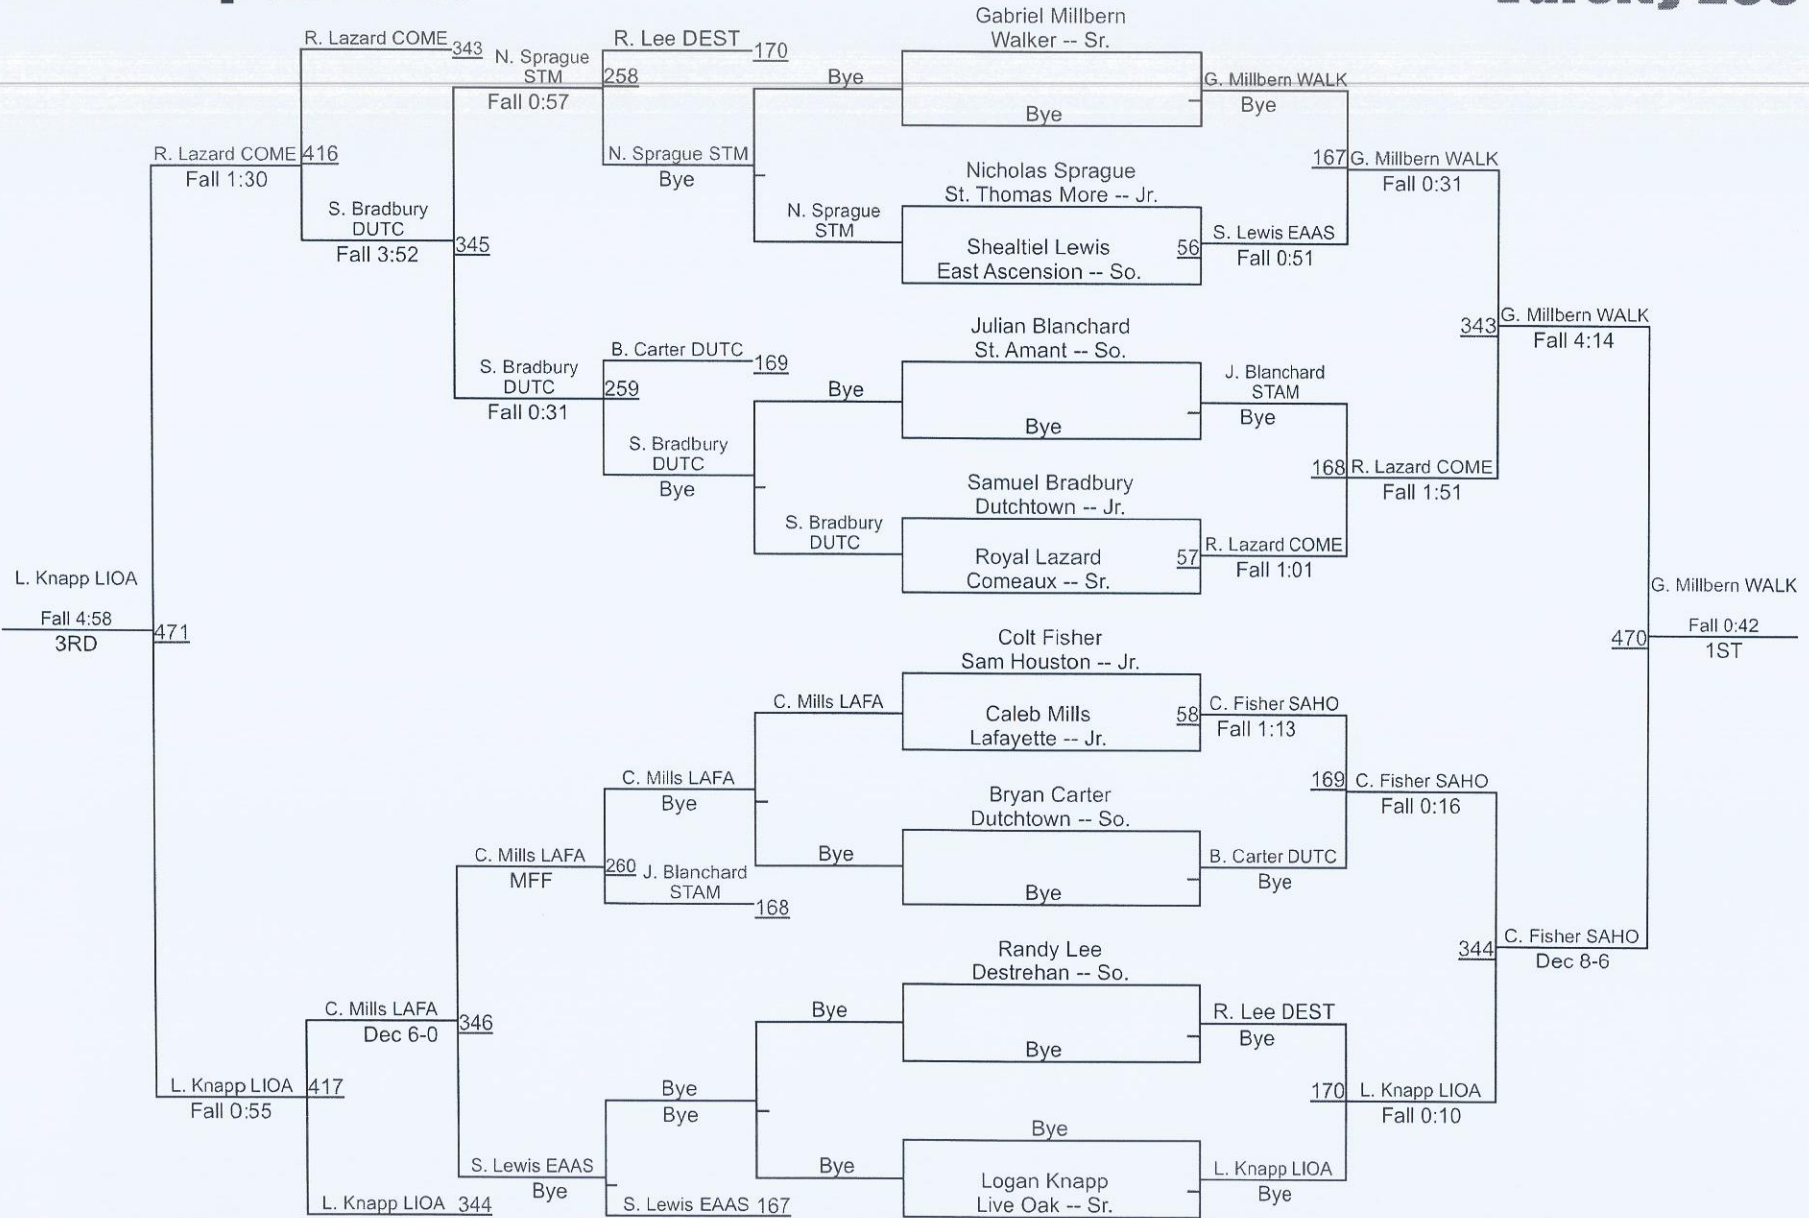 R. Lazard COME
343
N. Sprague
STM
Fall 0:57
R. Lee DEST
170
258
N. Sprague STM
Bye
Bye
Gabriel Millbern
Walker -- Sr.
Bye
G. Millbern WALK
Bye
R. Lazard COME
416
Fall 1:30
S. Bradbury
DUTC
Fall 3:52
345
N. Sprague
STM
Nicholas Sprague
St. Thomas More -- Jr.
Shealtiel Lewis
East Ascension -- So.
56
S. Lewis EAAS
Fall 0:51
167
G. Millbern WALK
Fall 0:31
S. Bradbury
DUTC
Fall 0:31
B. Carter DUTC
169
259
S. Bradbury
DUTC
Bye
Bye
Julian Blanchard
St. Amant -- So.
Bye
J. Blanchard
STAM
Bye
343
G. Millbern WALK
Fall 4:14
S. Bradbury
DUTC
Samuel Bradbury
Dutchtown -- Jr.
Royal Lazard
Comeaux -- Sr.
57
R. Lazard COME
Fall 1:01
168
R. Lazard COME
Fall 1:51
L. Knapp LIOA
Fall 4:58
3RD
471
G. Millbern WALK
Fall 0:42
1ST
470
C. Mills LAFA
Colt Fisher
Sam Houston -- Jr.
Caleb Mills
Lafayette -- Jr.
58
C. Fisher SAHO
Fall 1:13
C. Mills LAFA
Bye
169
C. Fisher SAHO
Fall 0:16
C. Mills LAFA
MFF
260
J. Blanchard
STAM
168
Bye
Bryan Carter
Dutchtown -- So.
Bye
B. Carter DUTC
Bye
344
C. Fisher SAHO
Dec 8-6
C. Mills LAFA
Dec 6-0
346
Bye
Randy Lee
Destrehan -- So.
Bye
R. Lee DEST
Bye
L. Knapp LIOA
417
Fall 0:55
Bye
Bye
170
L. Knapp LIOA
Fall 0:10
S. Lewis EAAS
Bye
Bye
Bye
Logan Knapp
Live Oak -- Sr.
L. Knapp LIOA
Bye
L. Knapp LIOA
344
S. Lewis EAAS
167